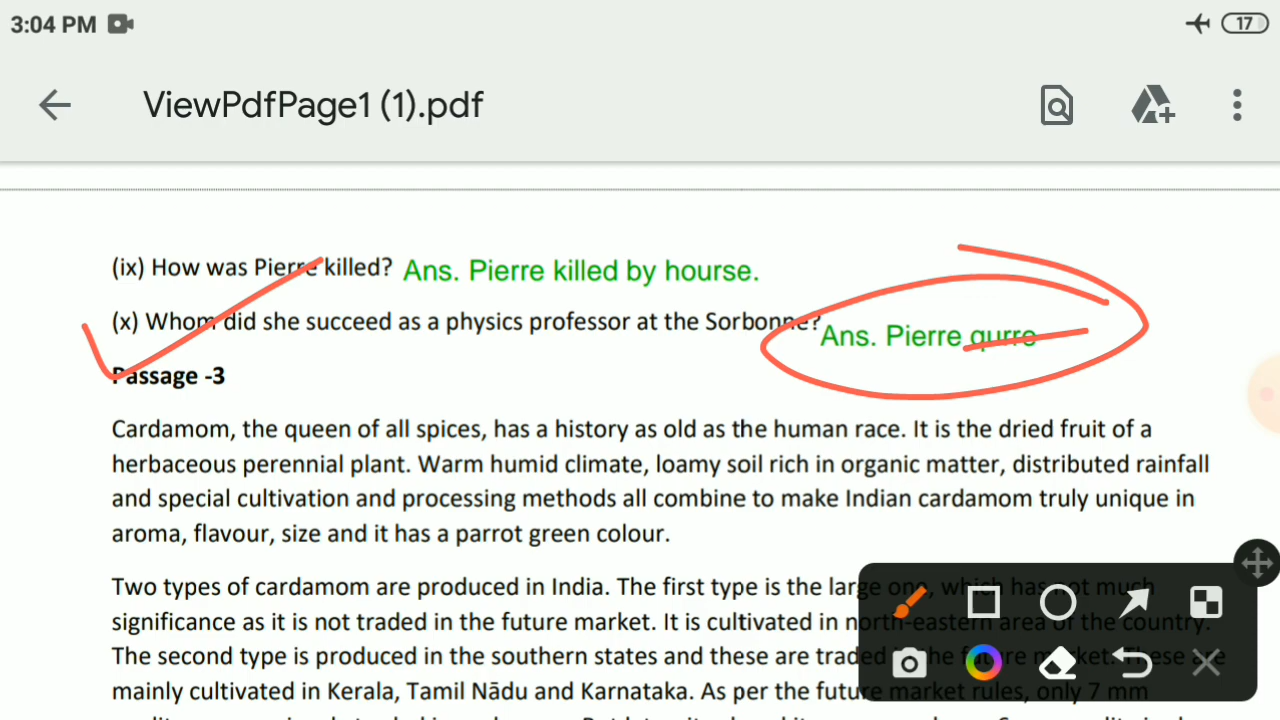 3:04 PM
17
ViewPdfPage1 (1).pdf
(ix) How was Pierre killed? Ans. Pierre killed by hourse.
(x) Whom did she succeed as a physics professor at the Sorbonne? Ans. Pierre qurre
Passage -3
Cardamom, the queen of all spices, has a history as old as the human race. It is the dried fruit of a
herbaceous perennial plant. Warm humid climate, loamy soil rich in organic matter, distributed rainfall
and special cultivation and processing methods all combine to make Indian cardamom truly unique in
aroma, flavour, size and it has a parrot green colour.
Two types of cardamom are produced in India. The first type is the large one, which has not much
significance as it is not traded in the future market. It is cultivated in north-eastern area of the country.
The second type is produced in the southern states and these are traded in the future market. These are
mainly cultivated in Kerala, Tamil Nādu and Karnataka. As per the future market rules, only 7 mm